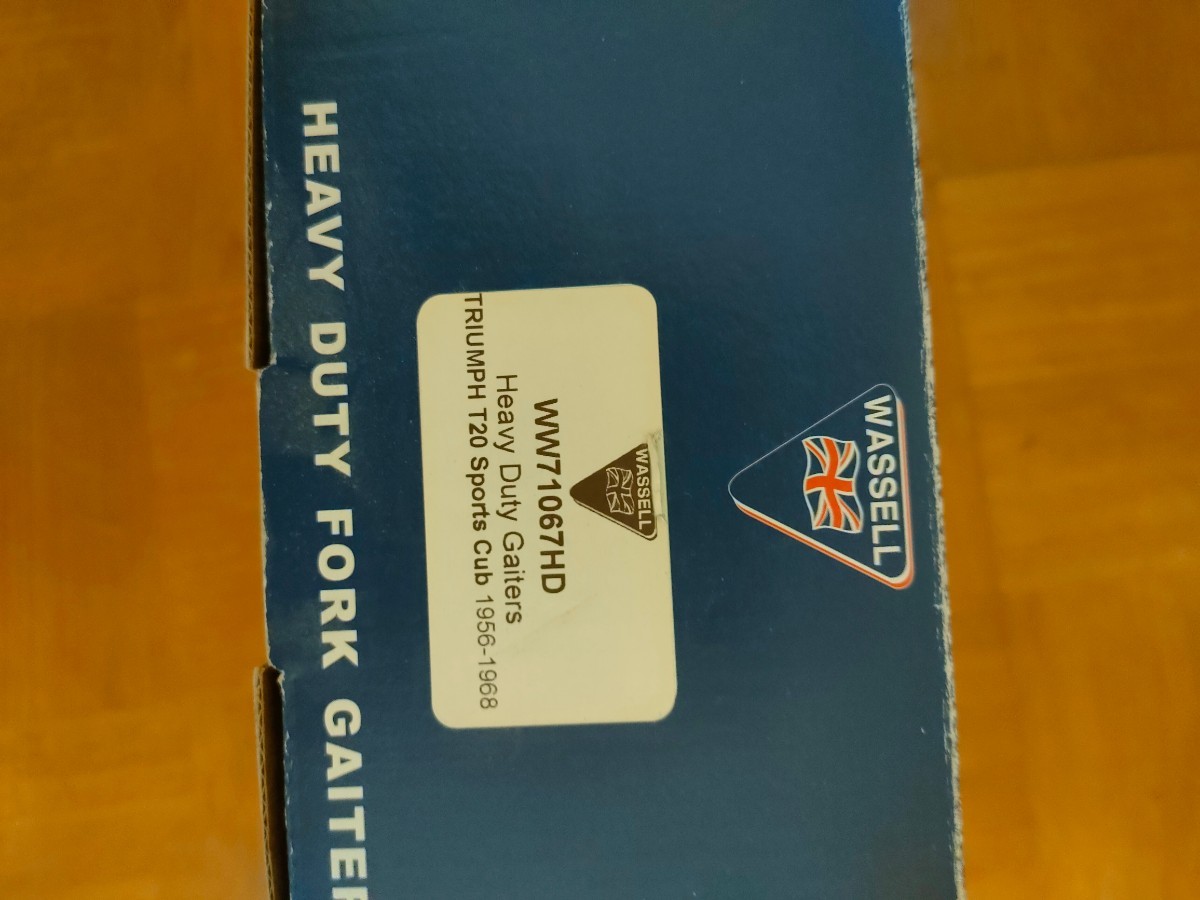 WASSELL
WASSELL
WW71067HD
Heavy Duty Gaiters
TRIUMPH T20 Sports Cub 1956-1968
HEAVY DUTY FORK GAITER